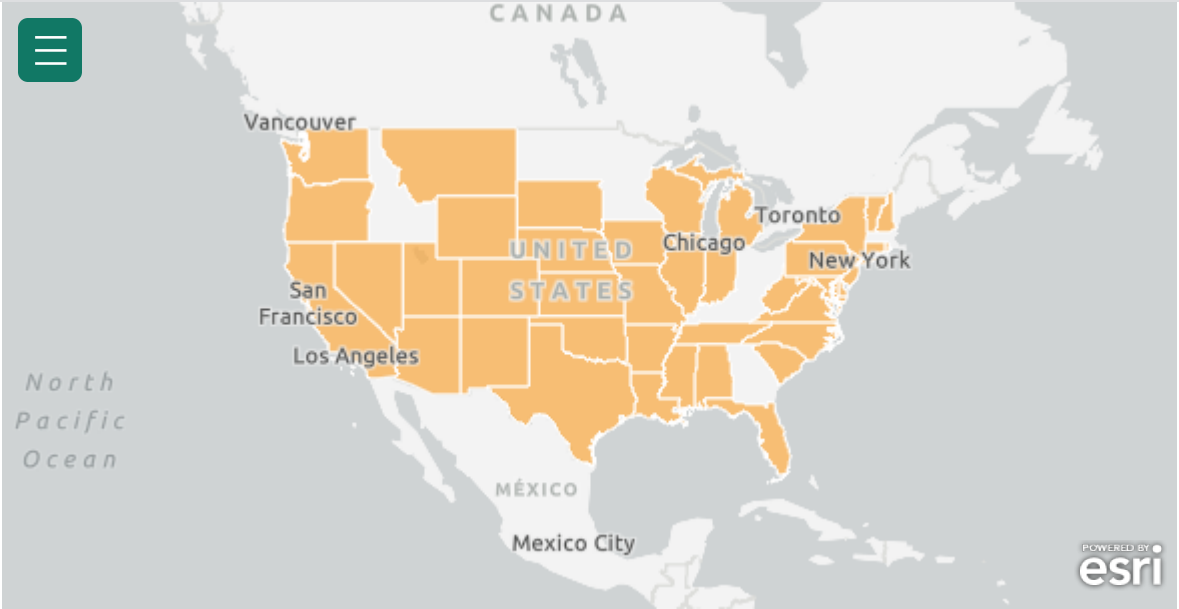 CANADA
Vancouver
Toronto
Chicago
UNITED
STATES
New York
San
Francisco
Los Angeles
North
Pacific
Ocean
MÉXICO
Mexico City
POWERED BY
esri